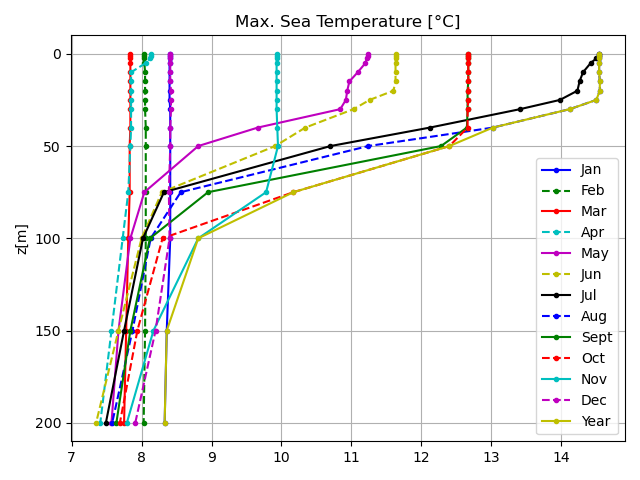 Max. Sea Temperature [°C]
0
50
100
150
200
z[m]
7 8 9 10 11 12 13 14
Jan
Feb
Mar
Apr
May
Jun
Jul
Aug
Sept
Oct
Nov
Dec
Year